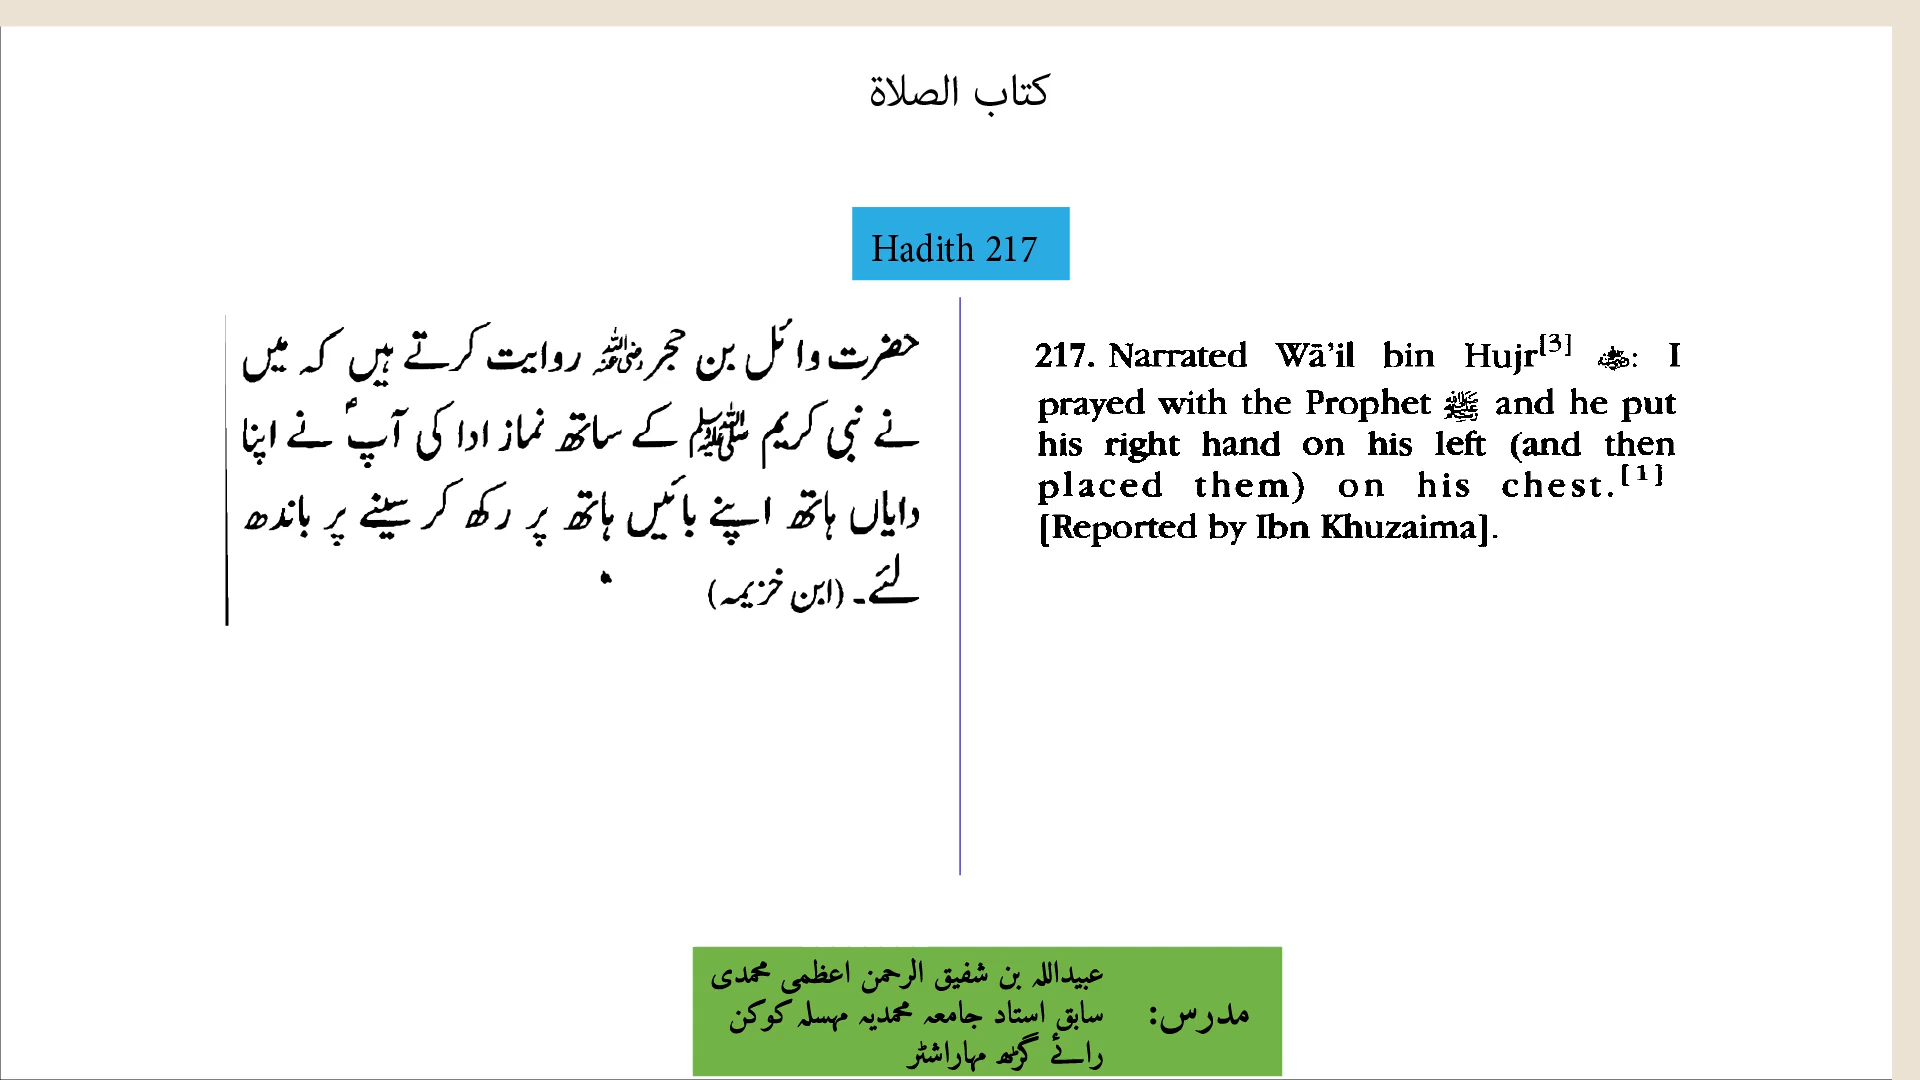 کتاب الصلاة
Hadith 217
حضرت وائل بن حجر رضی اللہ عنہ روایت کرتے ہیں کہ میں
نے نبی کریم ﷺ کے ساتھ نماز ادا کی آپؐ نے اپنا
دایاں ہاتھ اپنے بائیں ہاتھ پر رکھ کر سینے پر باندھ
لئے۔ (ابن خزیمہ)
217. Narrated Wā’il bin Hujr[3] رضي الله عنه: I
prayed with the Prophet ﷺ and he put
his right hand on his left (and then
placed them) on his chest.[1]
[Reported by Ibn Khuzaima].
مدرس:
عبیداللہ بن شفیق الرحمن اعظمی محمدی
سابق استاد جامعہ محمدیہ مہسلہ کوکن
رائے گڑھ مہاراشٹر